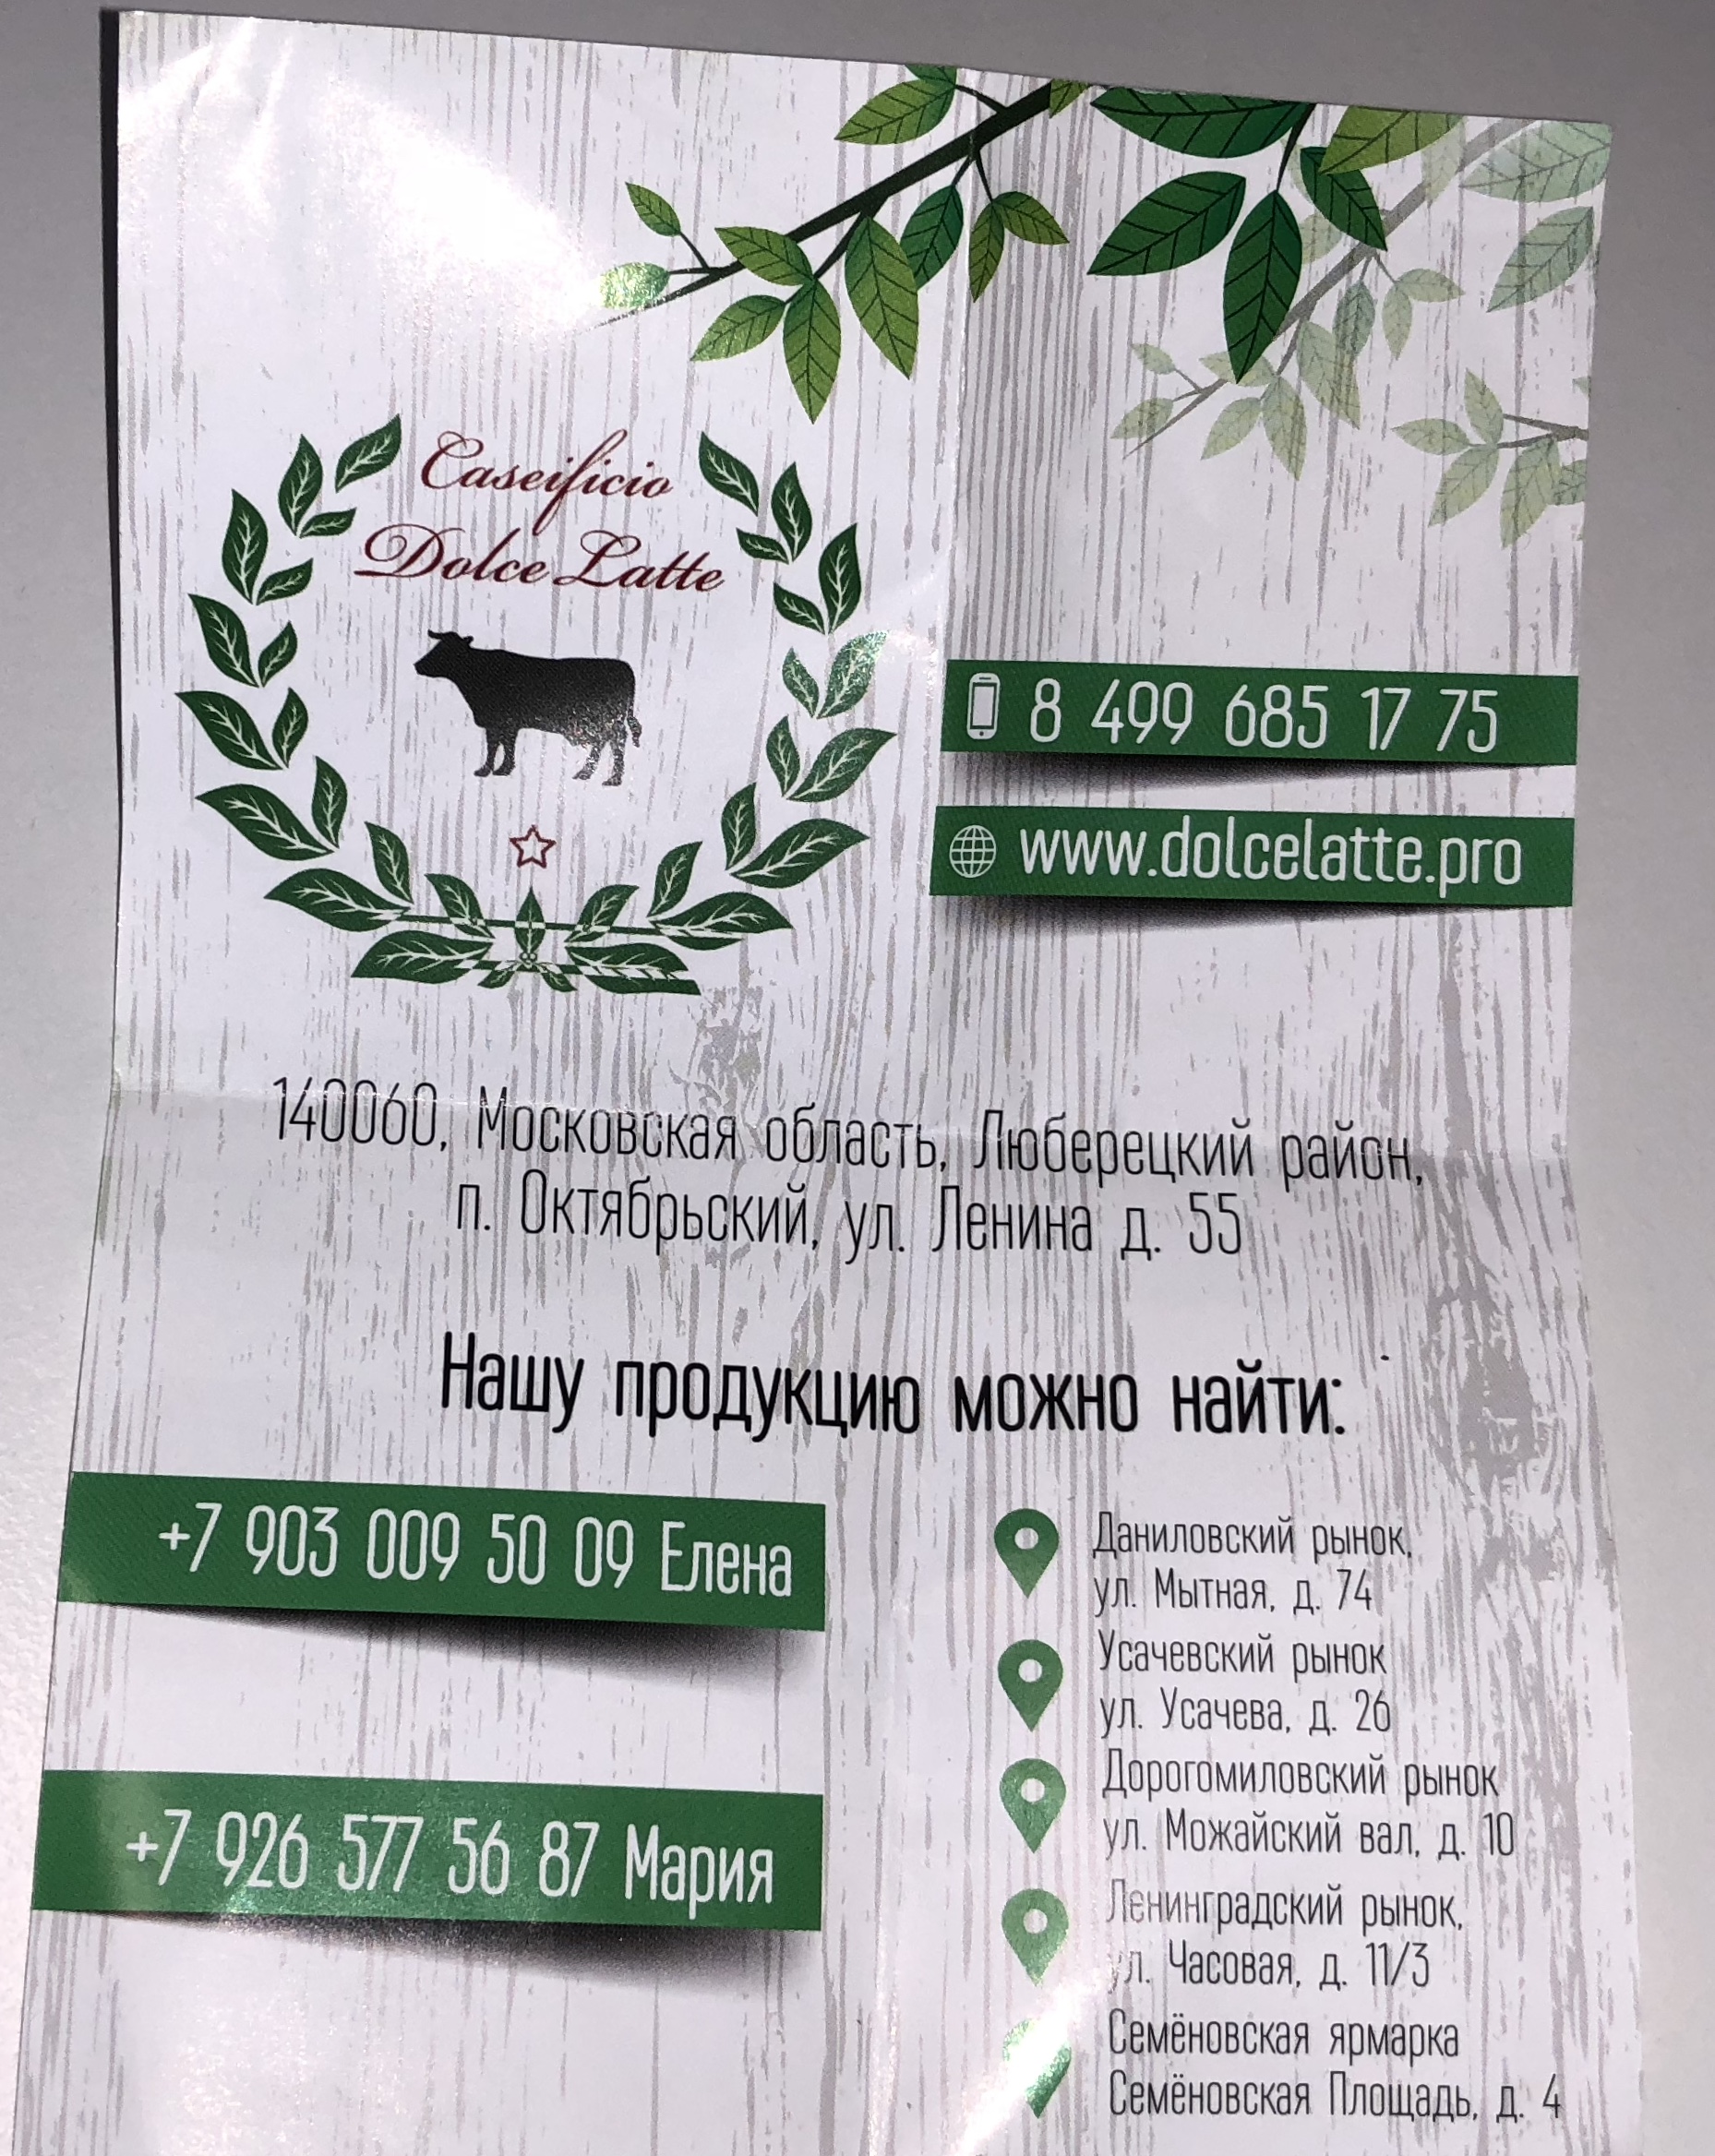 Caseificio
Dolce Latte
8 499 685 17 75
www.dolcelatte.pro
140060, Московская область, Люберецкий район,
п. Октябрьский, ул. Ленина д. 55
Нашу продукцию можно найти:
+7 903 009 50 09 Елена
+7 926 577 56 87 Мария
Даниловский рынок,
ул. Мытная, д. 74
Усачевский рынок
ул. Усачева, д. 26
Дорогомиловский рынок
ул. Можайский вал, д. 10
Ленинградский рынок,
ул. Часовая, д. 11/3
Семёновская ярмарка
Семёновская Площадь, д. 4